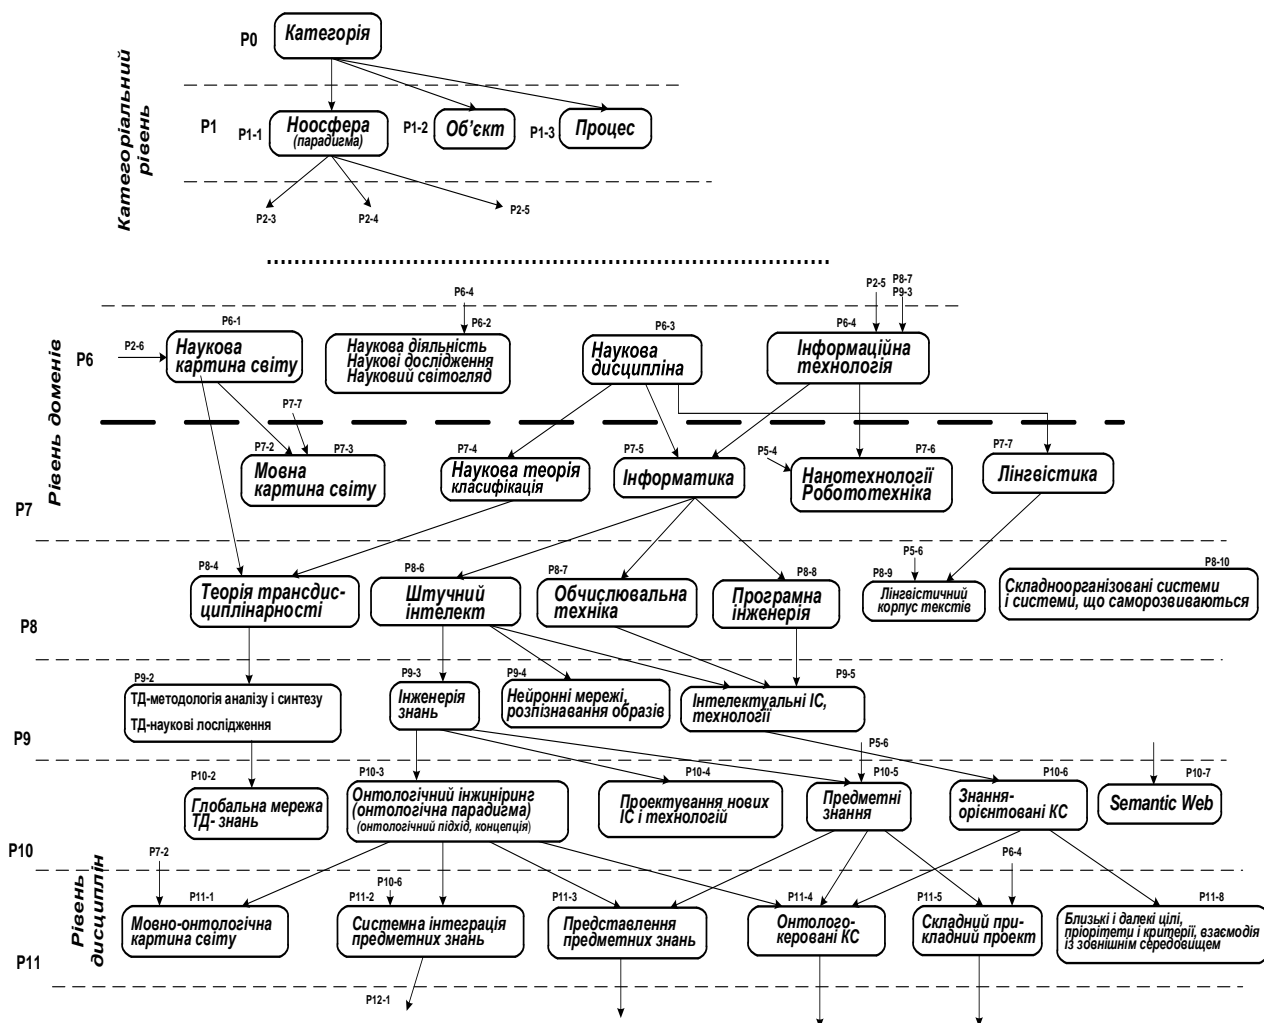 P0
Категорія
Категоріальний
рівень
P1
P1-1
Ноосфера
(парадигма)
P1-2
Об’єкт
P1-3
Процес
P2-3
P2-4
P2-5
P6-4
P2-5
P8-7
P9-3
Рівень доменів
P6
P2-6
P6-1
Наукова
картина світу
P6-2
Наукова діяльність
Наукові дослідження
Науковий світогляд
P6-3
Наукова
дисципліна
P6-4
Інформаційна
технологія
P7-7
P7
P7-2
P7-3
Мовна
картина світу
P7-4
Наукова теорія
класифікація
P7-5
Інформатика
P5-4
P7-6
Нанотехнології
Робототехніка
P7-7
Лінгвістика
P8
P8-4
Теорія трансдис-
циплінарності
P8-6
Штучний
інтелект
P8-7
Обчислювальна
техніка
P8-8
Програмна
інженерія
P5-6
P8-9
Лінгвістичний
корпус текстів
P8-10
Складноорганізовані системи
і системи, що саморозвиваються
P9
P9-2
ТД-методологія аналізу і синтезу
ТД-наукові лослідження
P9-3
Інженерія
знань
P9-4
Нейронні мережі,
розпізнавання образів
P9-5
Інтелектуальні ІС,
технології
P5-6
P10
P10-2
Глобальна мережа
ТД- знань
P10-3
Онтологічний інжиніринг
(онтологічна парадигма)
(онтологічий підхід, концепція)
P10-4
Проектування нових
ІС і технологій
P10-5
Предметні
знання
P10-6
Знання-
орієнтовані КС
P10-7
Semantic Web
Рівень
дисциплін
P11
P7-2
P11-1
Мовно-онтологічна
картина світу
P10-6
P11-2
Системна інтеграція
предметних знань
P11-3
Представлення
предметних знань
P11-4
Онтолого-
керовані КС
P6-4
P11-5
Складний при-
кладний проект
P11-8
Близькі і далекі цілі,
пріоритети і критерії, взаємодія
із зовнішнім середовищем
P12-1